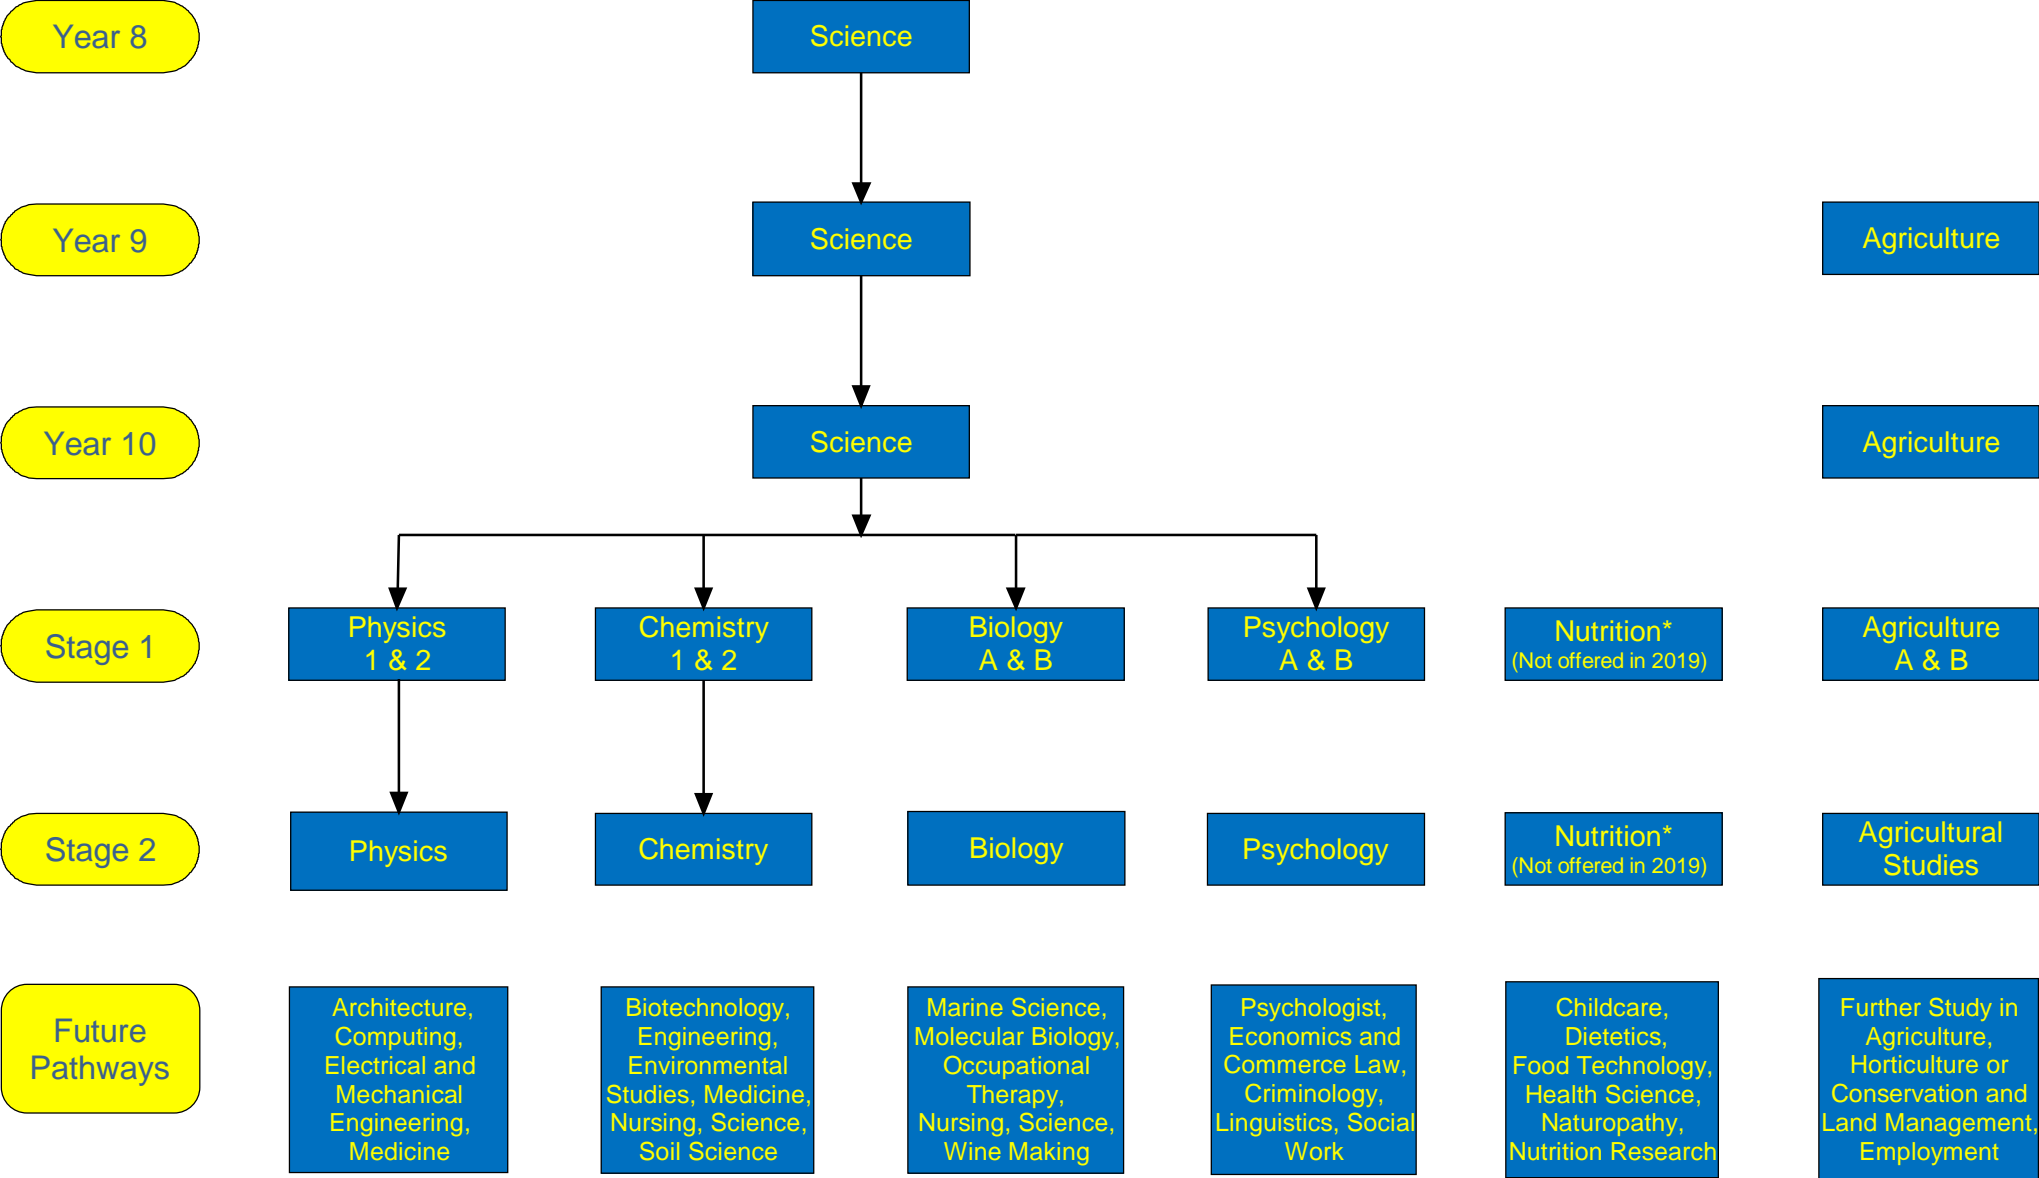 Year 8
Science
Year 9
Science
Agriculture
Year 10
Science
Agriculture
Stage 1
Physics
1 & 2
Chemistry
1 & 2
Biology
A & B
Psychology
A & B
Nutrition*
(Not offered in 2019)
Agriculture
A & B
Stage 2
Physics
Chemistry
Biology
Psychology
Nutrition*
(Not offered in 2019)
Agricultural
Studies
Future
Pathways
Architecture,
Computing,
Electrical and
Mechanical
Engineering,
Medicine
Biotechnology,
Engineering,
Environmental
Studies, Medicine,
Nursing, Science,
Soil Science
Marine Science,
Molecular Biology,
Occupational
Therapy,
Nursing, Science,
Wine Making
Psychologist,
Economics and
Commerce Law,
Criminology,
Linguistics, Social
Work
Childcare,
Dietetics,
Food Technology,
Health Science,
Naturopathy,
Nutrition Research
Further Study in
Agriculture,
Horticulture or
Conservation and
Land Management,
Employment